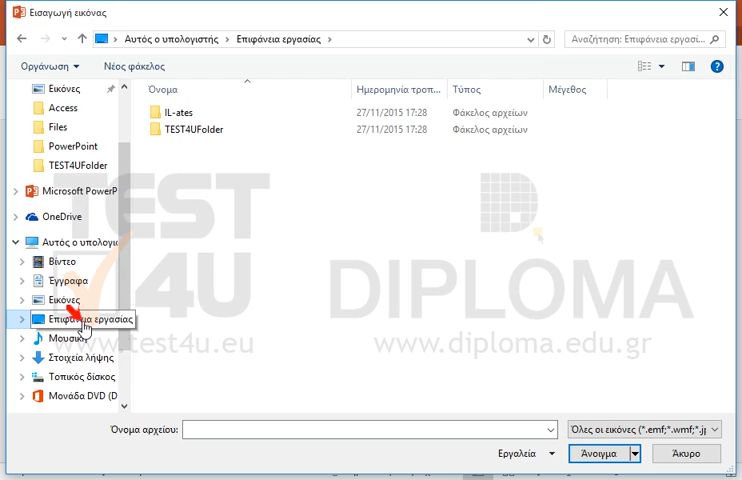 Εισαγωγή εικόνας
Αυτός ο υπολογιστής
Επιφάνεια εργασίας
Αναζήτηση: Επιφάνεια εργασί...
Οργάνωση
Νέος φάκελος
Όνομα
Ημερομηνία τροπ...
Τύπος
Μέγεθος
Εικόνες
Access
Files
PowerPoint
TEST4UFolder
Microsoft PowerP
OneDrive
Αυτός ο υπολογι
Βίντεο
Έγγραφα
Εικόνες
Επιφάνεια εργασίας
Μουσική
Στοιχεία λήψης
Τοπικός δίσκος
Μονάδα DVD (D
IL-ates 27/11/2015 17:28 Φάκελος αρχείων
TEST4UFolder 27/11/2015 17:28 Φάκελος αρχείων
TEST
4U
DIPLOMA
www.test4u.eu
www.diploma.edu.gr
Όνομα αρχείου:
Όλες οι εικόνες (*.emf;*.wmf;*.jp
Εργαλεία
Άνοιγμα
Άκυρο